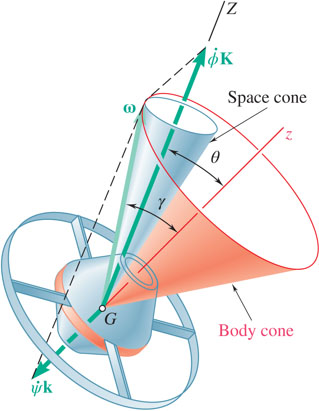 Z
φ̇K
Space cone
ω
z
θ
γ
G
Body cone
ψ̇k